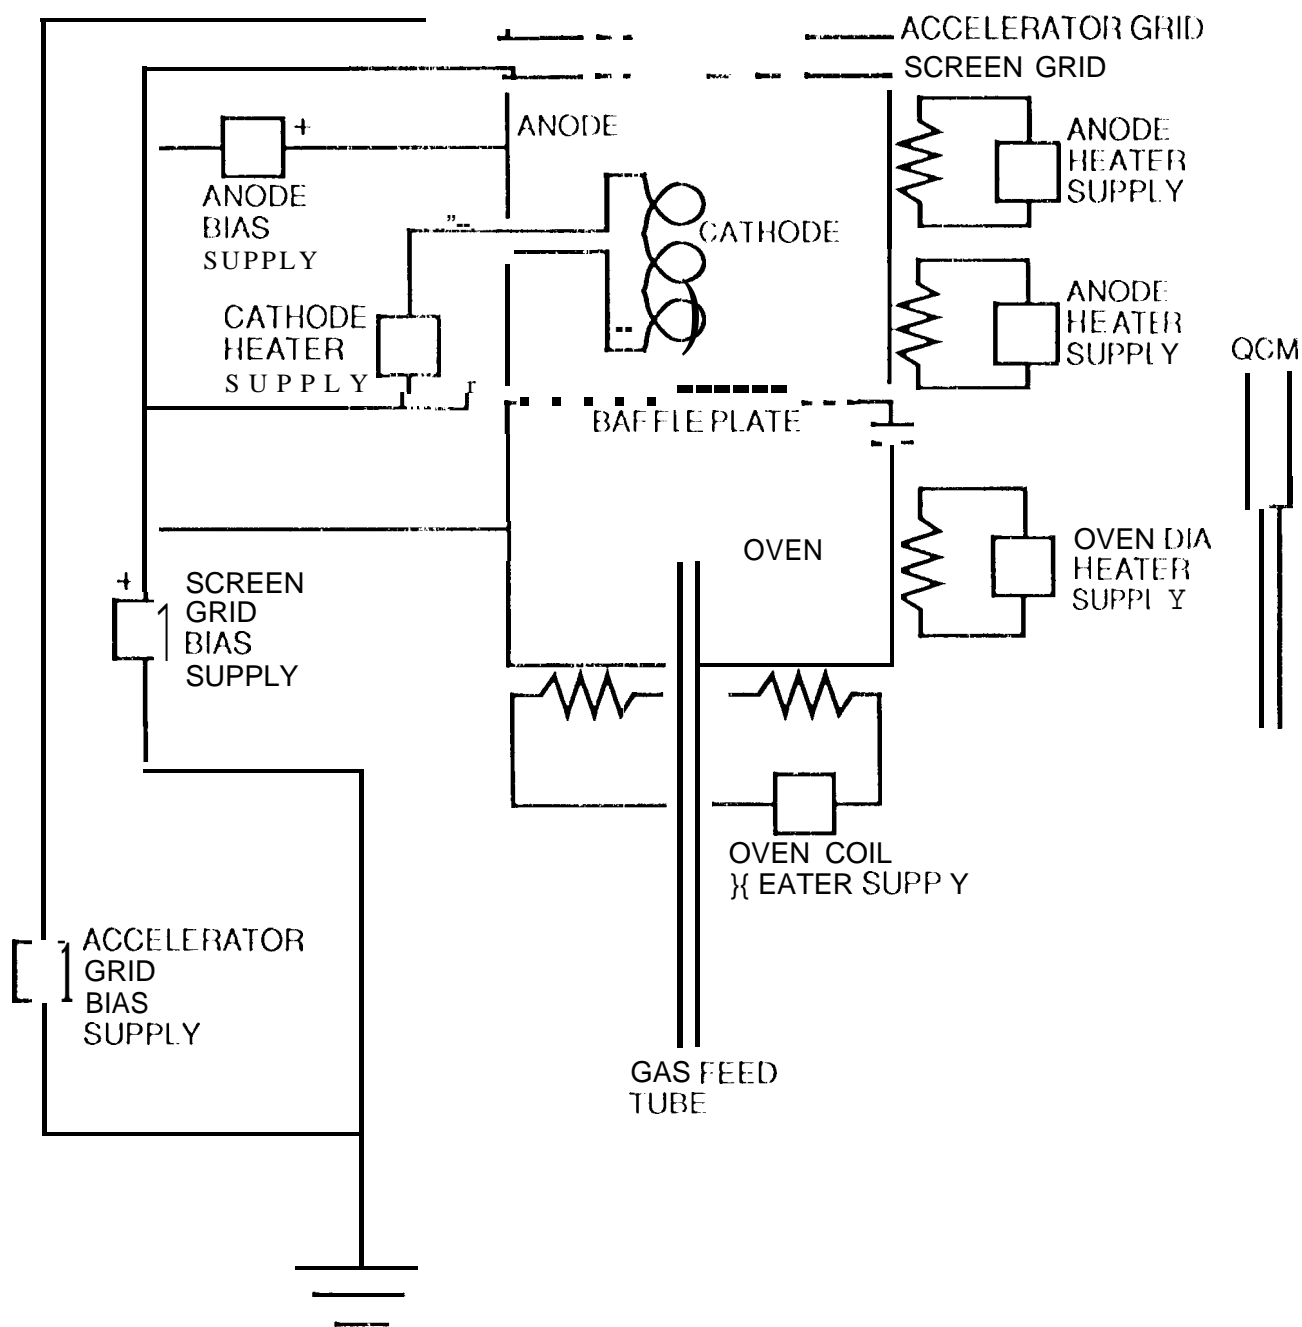 ACCELERATOR GRID
SCREEN GRID
ANODE
ANODE
HEATER
SUPPLY
+
ANODE
BIAS
SUPPLY
CATHODE
"--
ANODE
HEATER
SUPPLY
CATHODE
HEATER
SUPPLY
--
r
QCM
BAFFLE PLATE
OVEN
OVEN DIA
HEATER
SUPPLY
+
SCREEN
GRID
BIAS
SUPPLY
OVEN COIL
}{ EATER SUPP Y
ACCELERATOR
GRID
BIAS
SUPPLY
GAS FEED
TUBE